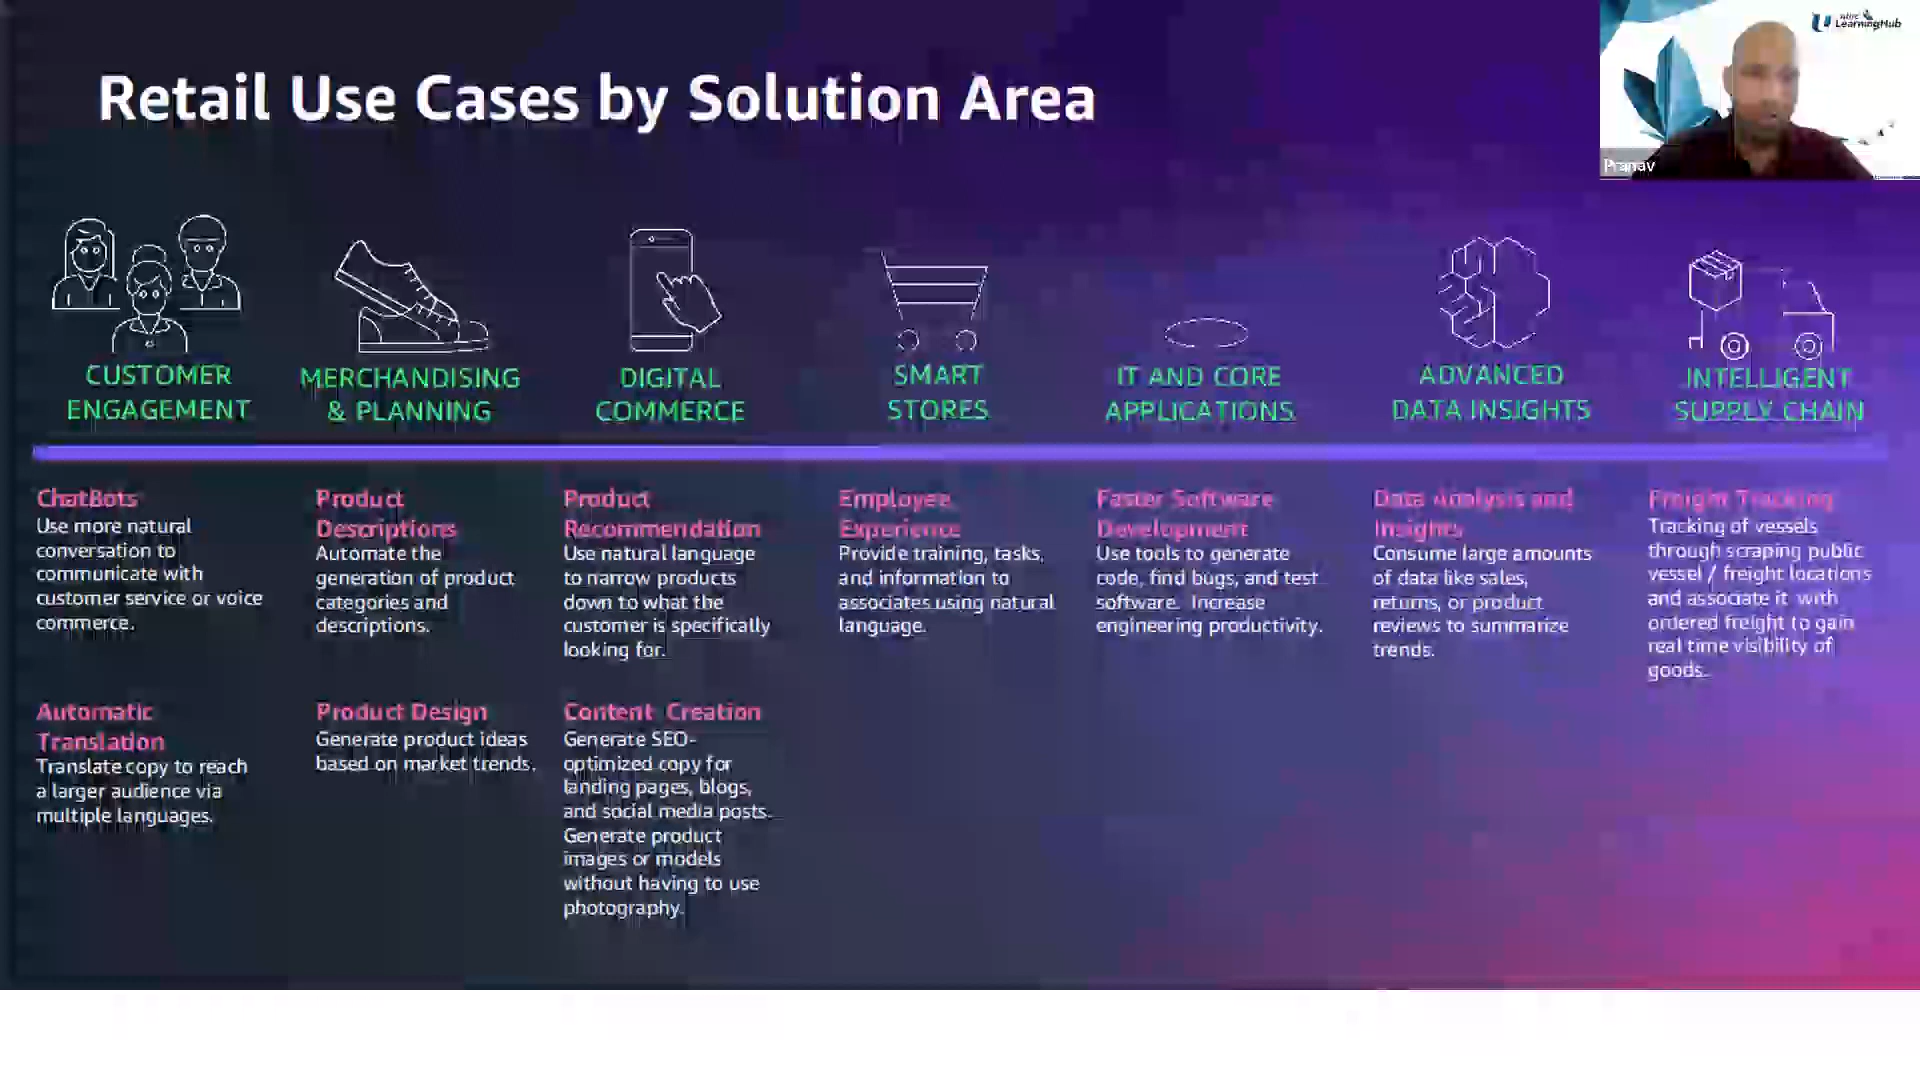 Retail Use Cases by Solution Area
LearningHub
Pranav
CUSTOMER
ENGAGEMENT
MERCHANDISING
& PLANNING
DIGITAL
COMMERCE
SMART
STORES
IT AND CORE
APPLICATIONS
ADVANCED
DATA INSIGHTS
INTELLIGENT
SUPPLY CHAIN
ChatBots
Use more natural
conversation to
communicate with
customer service or voice
commerce.
Automatic
Translation
Translate copy to reach
a larger audience via
multiple languages.
Product
Descriptions
Automate the
generation of product
categories and
descriptions.
Product Design
Generate product ideas
based on market trends.
Product
Recommendation
Use natural language
to narrow products
down to what the
customer is specifically
looking for.
Content Creation
Generate SEO-
optimized copy for
landing pages, blogs,
and social media posts.
Generate product
images or models
without having to use
photography.
Employee
Experience
Provide training, tasks,
and information to
associates using natural
language.
Faster Software
Development
Use tools to generate
code, find bugs, and test
software. Increase
engineering productivity.
Data Analysis and
Insights
Consume large amounts
of data like sales,
returns, or product
reviews to summarize
trends.
Freight Tracking
Tracking of vessels
through scraping public
vessel / freight locations
and associate it with
ordered freight to gain
real time visibility of
goods.